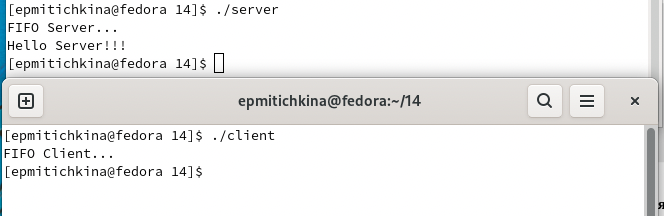 [epmitichkina@fedora 14]$ ./server
FIFO Server...
Hello Server!!!
[epmitichkina@fedora 14]$
epmitichkina@fedora:~/14
[epmitichkina@fedora 14]$ ./client
FIFO Client...
[epmitichkina@fedora 14]$
я